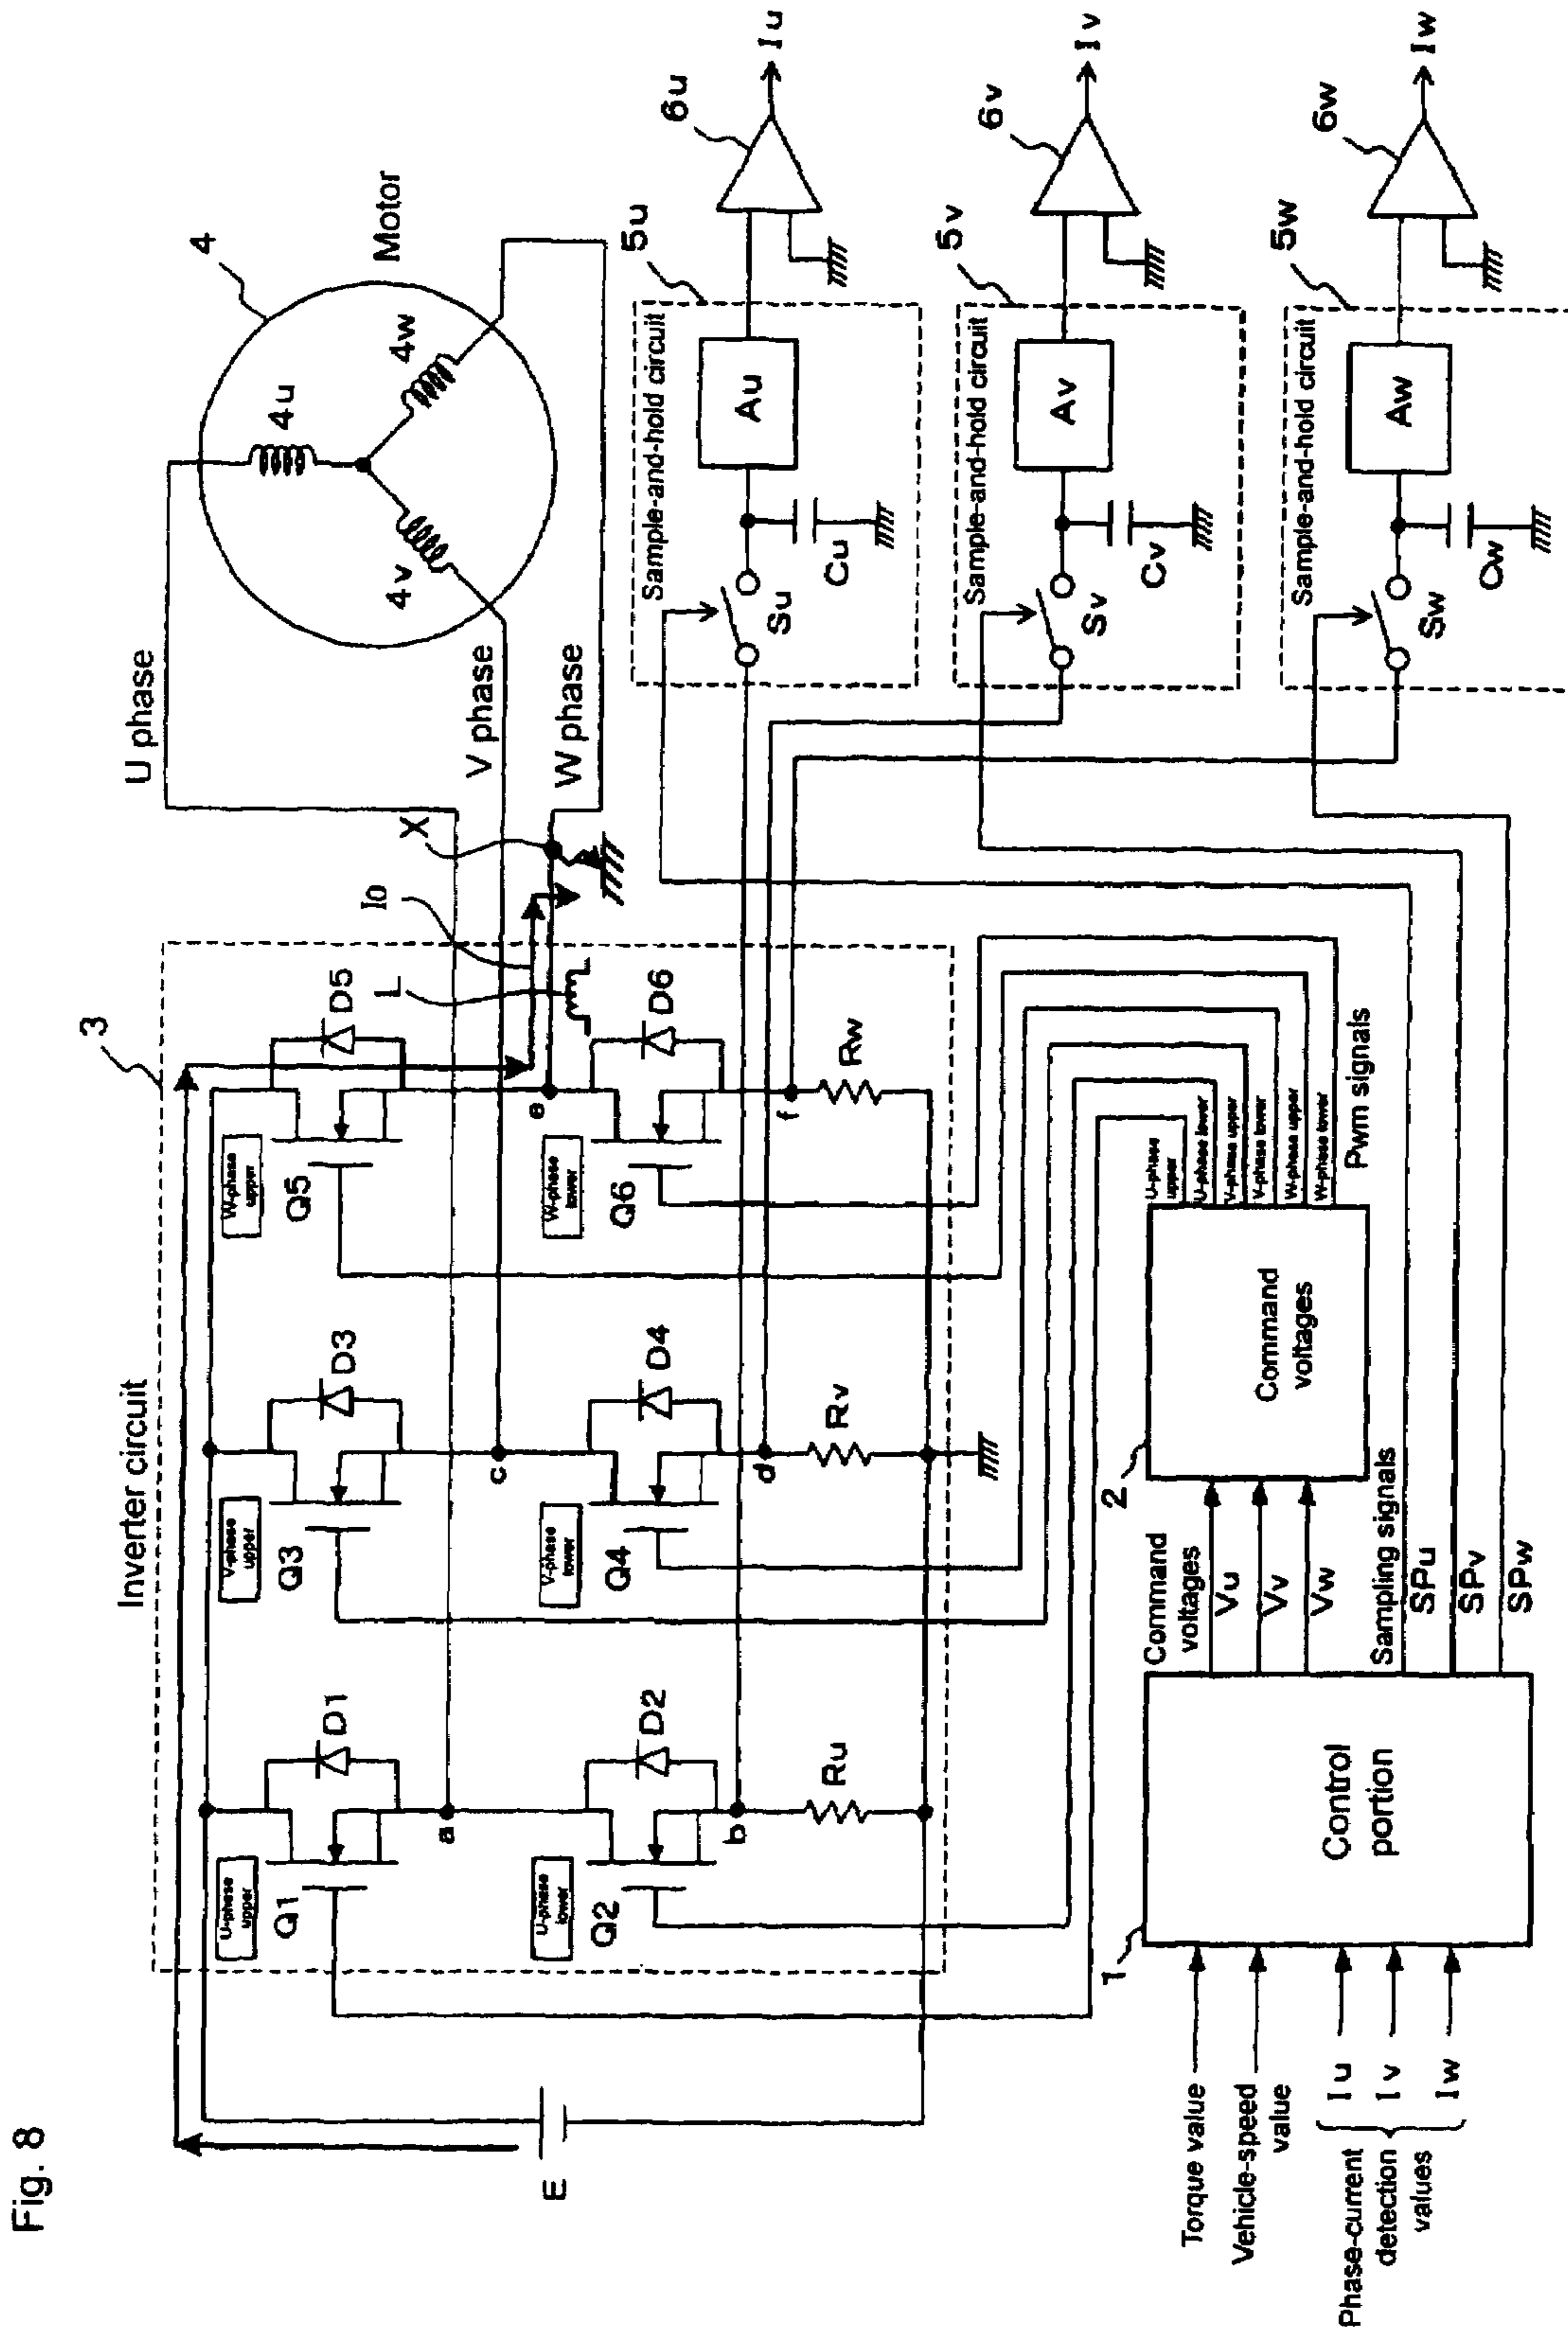 Fig. 8
Inverter circuit
3
U phase
V phase
W phase
4
Motor
4u
4v
4w
X
Io
L
E
U-phase
upper
Q1
D1
V-phase
upper
Q3
D3
W-phase
upper
Q5
D5
a
c
e
U-phase
lower
Q2
D2
V-phase
lower
Q4
D4
W-phase
lower
Q6
D6
b
d
f
Ru
Rv
Rw
Sample-and-hold circuit
5u
Su
Cu
Au
6u
Iu
Sample-and-hold circuit
5v
Sv
Cv
Av
6v
Iv
Sample-and-hold circuit
5w
Sw
Cw
Aw
6w
Iw
Torque value
Vehicle-speed
value
Phase-current
detection
values
Iu
Iv
Iw
1
Control
portion
Command
voltages
Vu
Vv
Vw
Sampling signals
SPu
SPv
SPw
2
Command
voltages
U-phase
upper
U-phase lower
V-phase upper
V-phase lower
W-phase upper
W-phase lower
Pwm signals